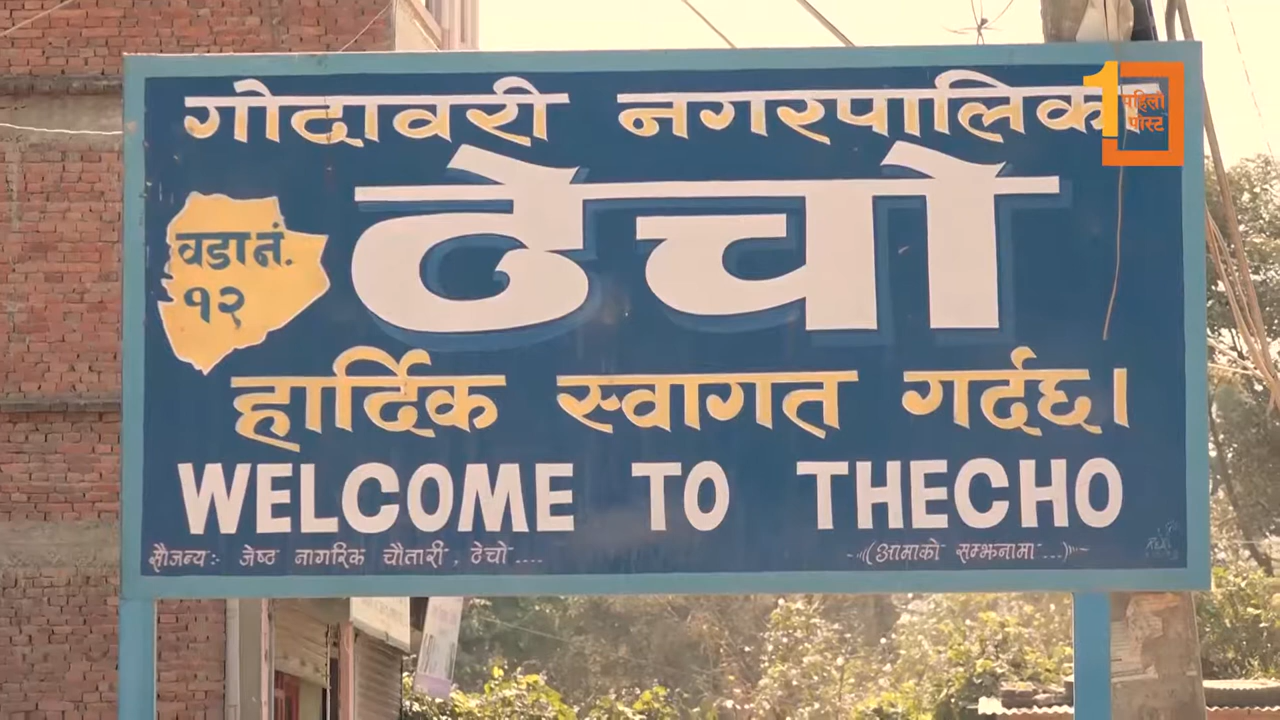 गोदावरी नगरपालिक
पहिलो
पोस्ट
ठेचो
वडा नं.
१२
हार्दिक स्वागत गर्दछ।
WELCOME TO THECHO
सौजन्य:- जेष्ठ नागरिक चौतारी, ठेचो....
(आमाको सम्झनामा...)